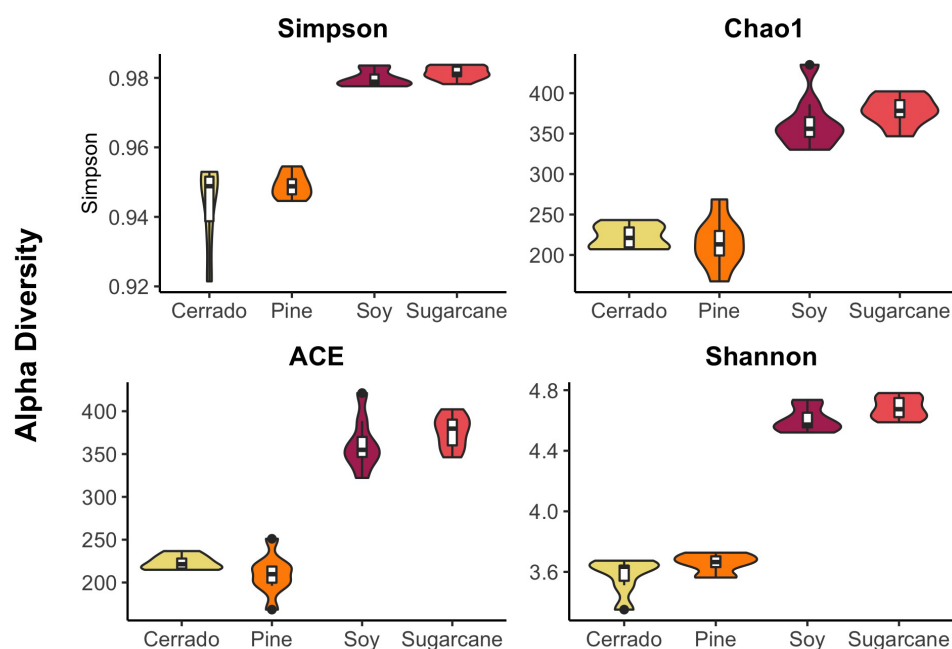 Alpha Diversity
Simpson
Simpson
0.98
0.96
0.94
0.92
Cerrado Pine Soy Sugarcane
Chao1
400
350
300
250
200
Cerrado Pine Soy Sugarcane
ACE
400
350
300
250
200
Cerrado Pine Soy Sugarcane
Shannon
4.8
4.4
4.0
3.6
Cerrado Pine Soy Sugarcane